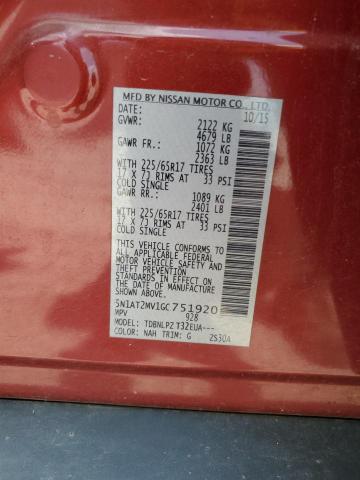 MFD BY NISSAN MOTOR CO., LTD.
DATE: 10/15
GVWR: 2122 KG
4679 LB
GAWR FR.: 1072 KG
2363 LB
WITH 225/65R17 TIRES
17 X 7J RIMS AT 33 PSI
COLD SINGLE
GAWR RR.: 1089 KG
2401 LB
WITH 225/65R17 TIRES
17 X 7J RIMS AT 33 PSI
COLD SINGLE
THIS VEHICLE CONFORMS TO
ALL APPLICABLE FEDERAL
MOTOR VEHICLE SAFETY AND
STANDARDS IN EFFECT ON
THE DATE OF MANUFACTURE
SHOWN ABOVE.
5N1AT2MV1GC751920
MPV 928
MODEL: TDBNLPZ T32EUA---
COLOR: NAH TRIM: G 2S30A